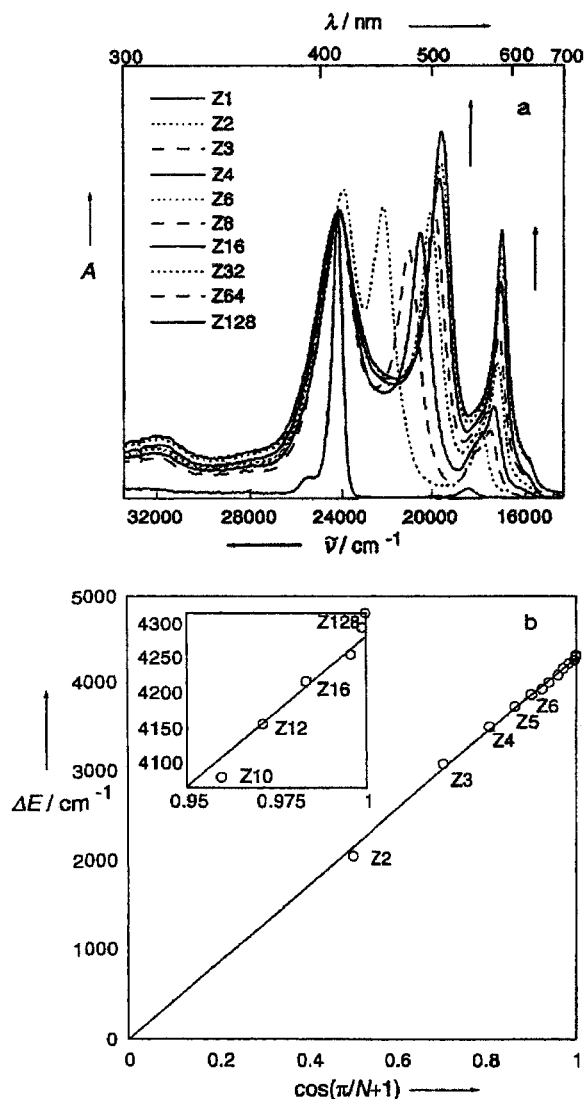 λ / nm
300 400 500 600 700
a
Z1
Z2
Z3
Z4
Z6
Z8
Z16
Z32
Z64
Z128
A
32000 28000 24000 20000 16000
ṽ / cm⁻¹
b
5000
4000
3000
2000
1000
0
ΔE / cm⁻¹
4300
4250
4200
4150
4100
0.95 0.975 1
Z128
Z16
Z12
Z10
Z6
Z5
Z4
Z3
Z2
0 0.2 0.4 0.6 0.8 1
cos(π/N+1)